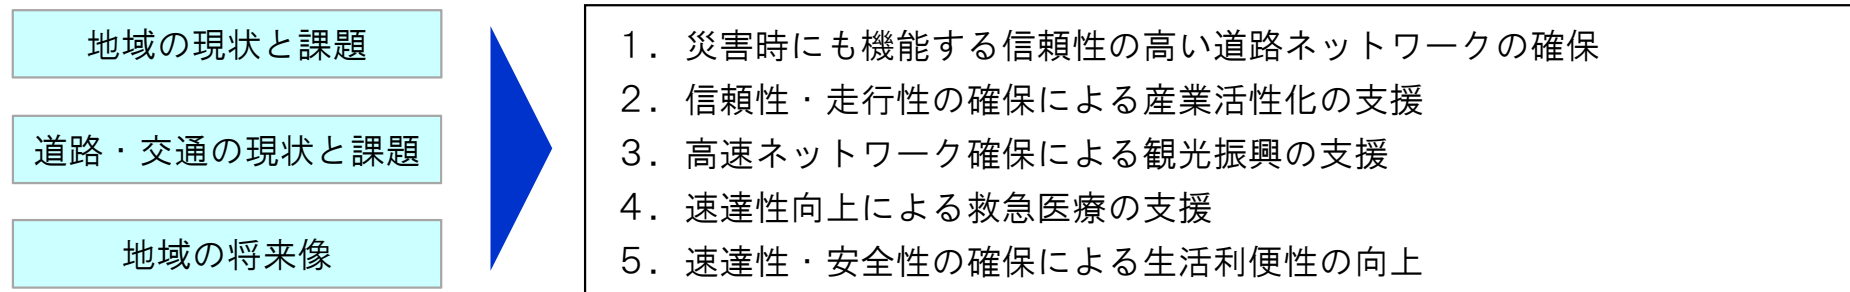 地域の現状と課題
道路・交通の現状と課題
地域の将来像
１．災害時にも機能する信頼性の高い道路ネットワークの確保
２．信頼性・走行性の確保による産業活性化の支援
３．高速ネットワーク確保による観光振興の支援
４．速達性向上による救急医療の支援
５．速達性・安全性の確保による生活利便性の向上